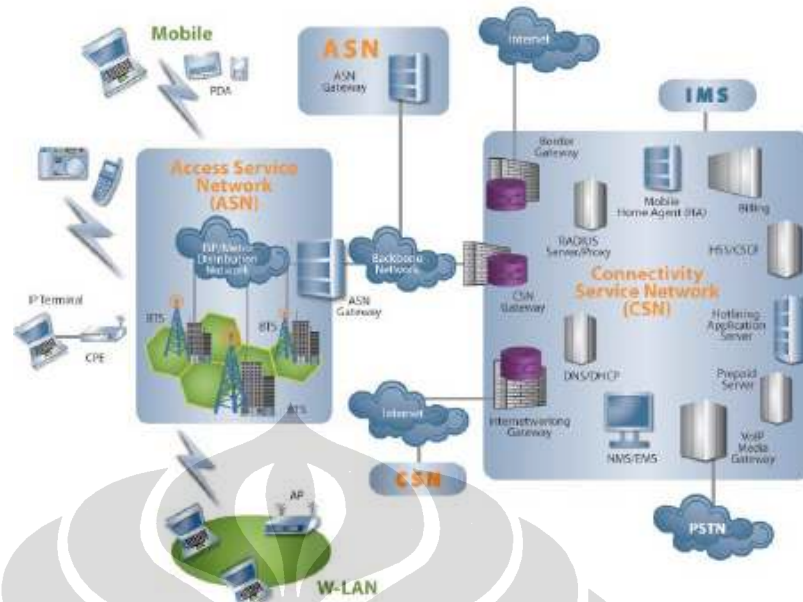 Mobile
PDA
ASN
ASN
Gateway
Internet
IMS
Access Service
Network
(ASN)
ISP/Metro
Distribution
Network
ASN
Gateway
BTS
BTS
BTS
IP Terminal
CPE
Backbone
Network
Border
Gateway
Mobile
Home Agent (HA)
Billing
RADIUS
Server/Proxy
HSS/CSCF
CSN
Gateway
Connectivity
Service Network
(CSN)
Hotlining
Application
Server
DNS/DHCP
Prepaid
Server
Internet
Internetworking
Gateway
NMS/EMS
VoIP
Media
Gateway
CSN
PSTN
AP
W-LAN